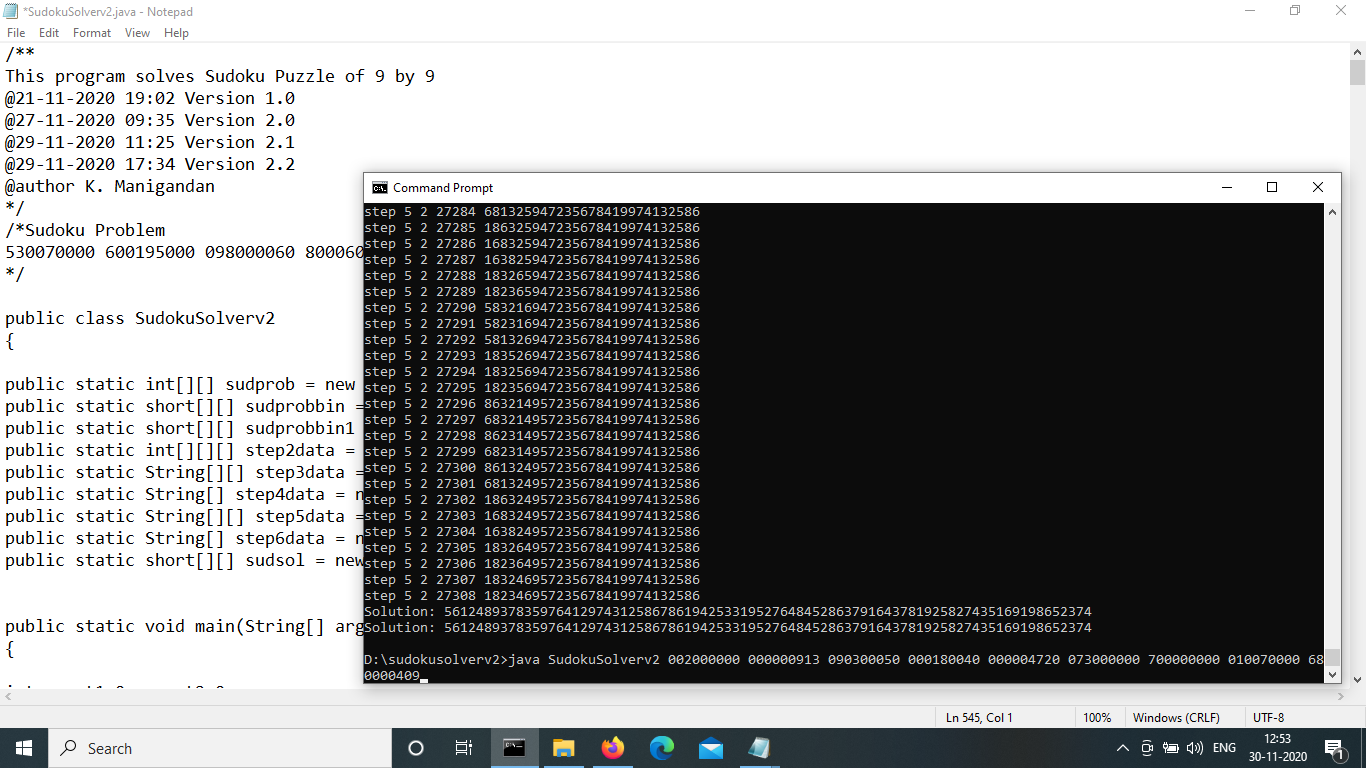 *SudokuSolverv2.java - Notepad
File Edit Format View Help
/**
This program solves Sudoku Puzzle of 9 by 9
@21-11-2020 19:02 Version 1.0
@27-11-2020 09:35 Version 2.0
@29-11-2020 11:25 Version 2.1
@29-11-2020 17:34 Version 2.2
@author K. Manigandan
*/
/*Sudoku Problem
530070000 600195000 098000060 800060
*/
public class SudokuSolverv2
{
public static int[][] sudprob = new
public static short[][] sudprobbin =
public static short[][] sudprobbin1
public static int[][][] step2data =
public static String[][] step3data =
public static String[] step4data = n
public static String[][] step5data =
public static String[] step6data = n
public static short[][] sudsol = new
public static void main(String[] arg
{
Command Prompt
step 5 2 27284 681325947235678419974132586
step 5 2 27285 186325947235678419974132586
step 5 2 27286 168325947235678419974132586
step 5 2 27287 163825947235678419974132586
step 5 2 27288 183265947235678419974132586
step 5 2 27289 182365947235678419974132586
step 5 2 27290 583216947235678419974132586
step 5 2 27291 582316947235678419974132586
step 5 2 27292 581326947235678419974132586
step 5 2 27293 183526947235678419974132586
step 5 2 27294 183256947235678419974132586
step 5 2 27295 182356947235678419974132586
step 5 2 27296 863214957235678419974132586
step 5 2 27297 683214957235678419974132586
step 5 2 27298 862314957235678419974132586
step 5 2 27299 682314957235678419974132586
step 5 2 27300 861324957235678419974132586
step 5 2 27301 681324957235678419974132586
step 5 2 27302 186324957235678419974132586
step 5 2 27303 168324957235678419974132586
step 5 2 27304 163824957235678419974132586
step 5 2 27305 183264957235678419974132586
step 5 2 27306 182364957235678419974132586
step 5 2 27307 183246957235678419974132586
step 5 2 27308 182346957235678419974132586
Solution: 561248937835976412974312586786194253319527648452863791643781925827435169198652374
Solution: 561248937835976412974312586786194253319527648452863791643781925827435169198652374
D:\sudokusolverv2>java SudokuSolverv2 002000000 000000913 090300050 000180040 000004720 073000000 700000000 010070000 68
0000409
Ln 545, Col 1
100%
Windows (CRLF)
UTF-8
Search
ENG
12:53
30-11-2020
1